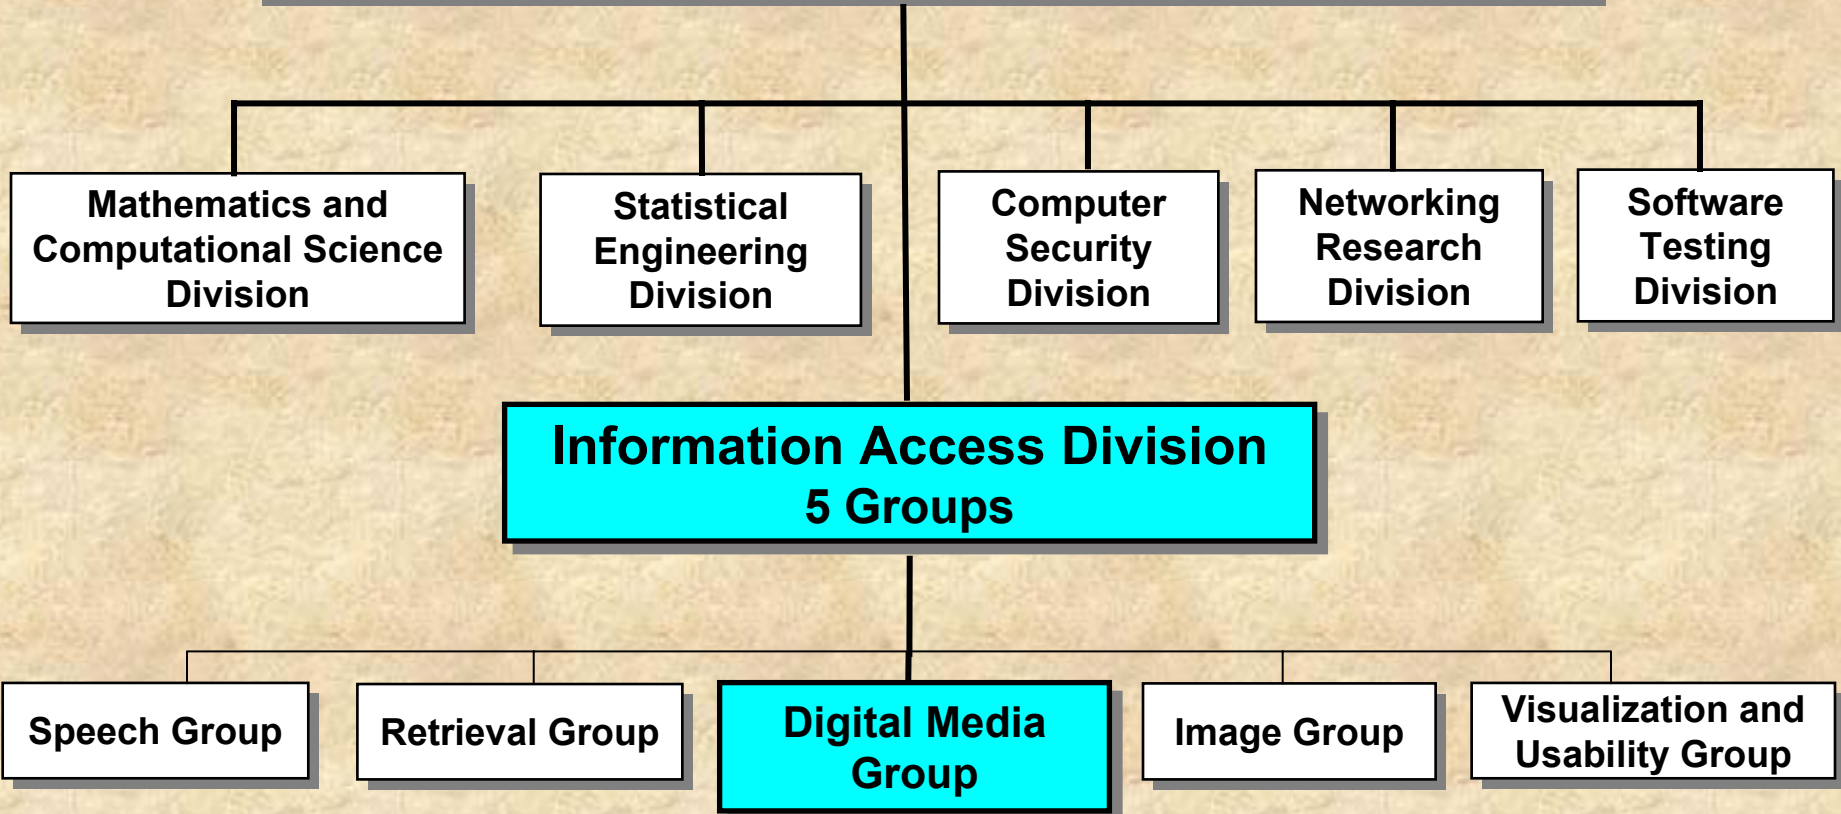 Mathematics and
Computational Science
Division
Statistical
Engineering
Division
Computer
Security
Division
Networking
Research
Division
Software
Testing
Division
Information Access Division
5 Groups
Speech Group
Retrieval Group
Digital Media
Group
Image Group
Visualization and
Usability Group